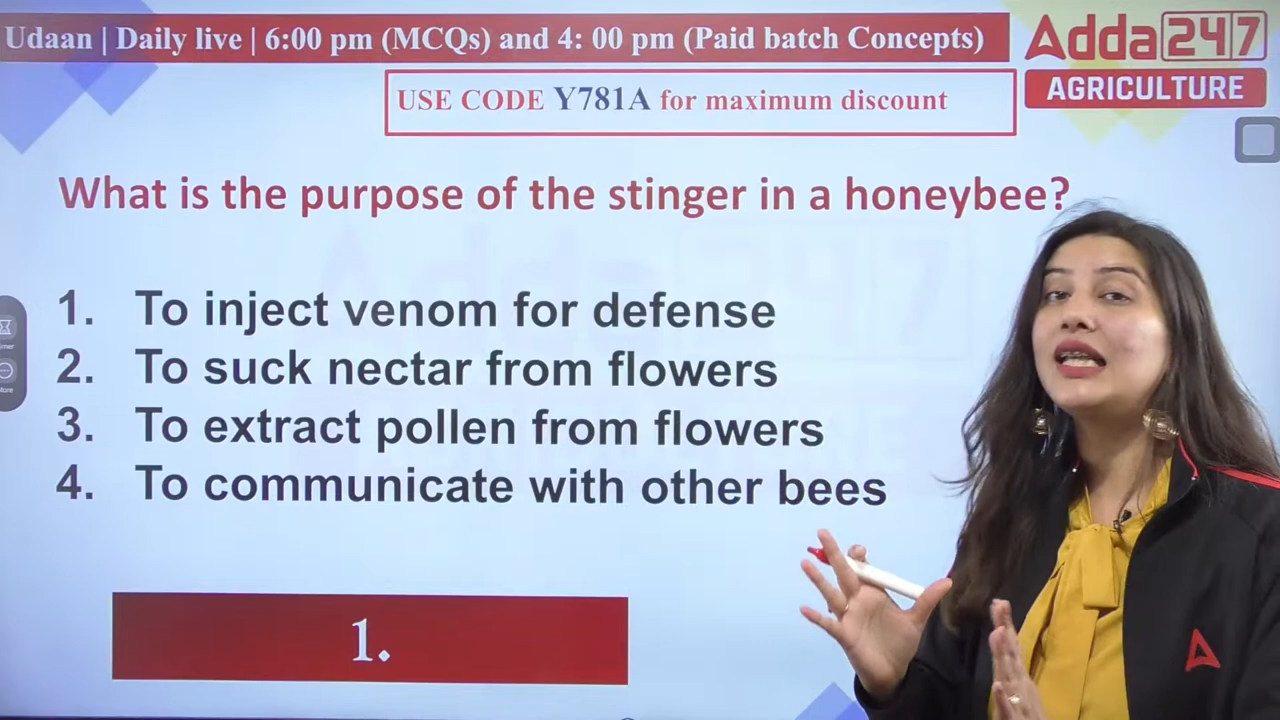 Udaan | Daily live | 6:00 pm (MCQs) and 4: 00 pm (Paid batch Concepts)
Adda247
AGRICULTURE
USE CODE Y781A for maximum discount
What is the purpose of the stinger in a honeybee?
1. To inject venom for defense
2. To suck nectar from flowers
3. To extract pollen from flowers
4. To communicate with other bees
1.